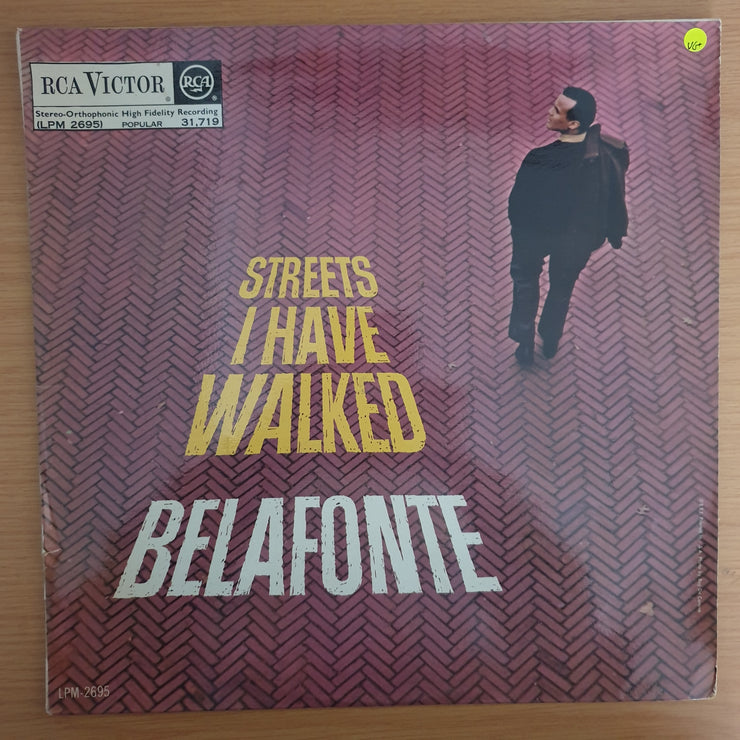 RCA VICTOR RCA
Stereo-Orthophonic High Fidelity Recording
(LPM 2695) POPULAR 31,719
VG+
STREETS
I HAVE
WALKED
BELAFONTE
LPM-2695